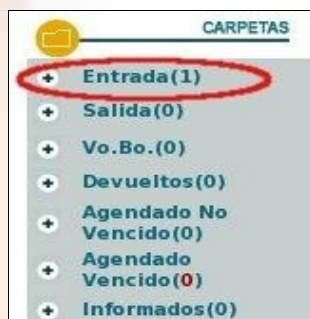 CARPETAS
Entrada(1)
Salida(0)
Vo.Bo.(0)
Devueltos(0)
Agendado No
Vencido(0)
Agendado
Vencido(0)
Informados(0)